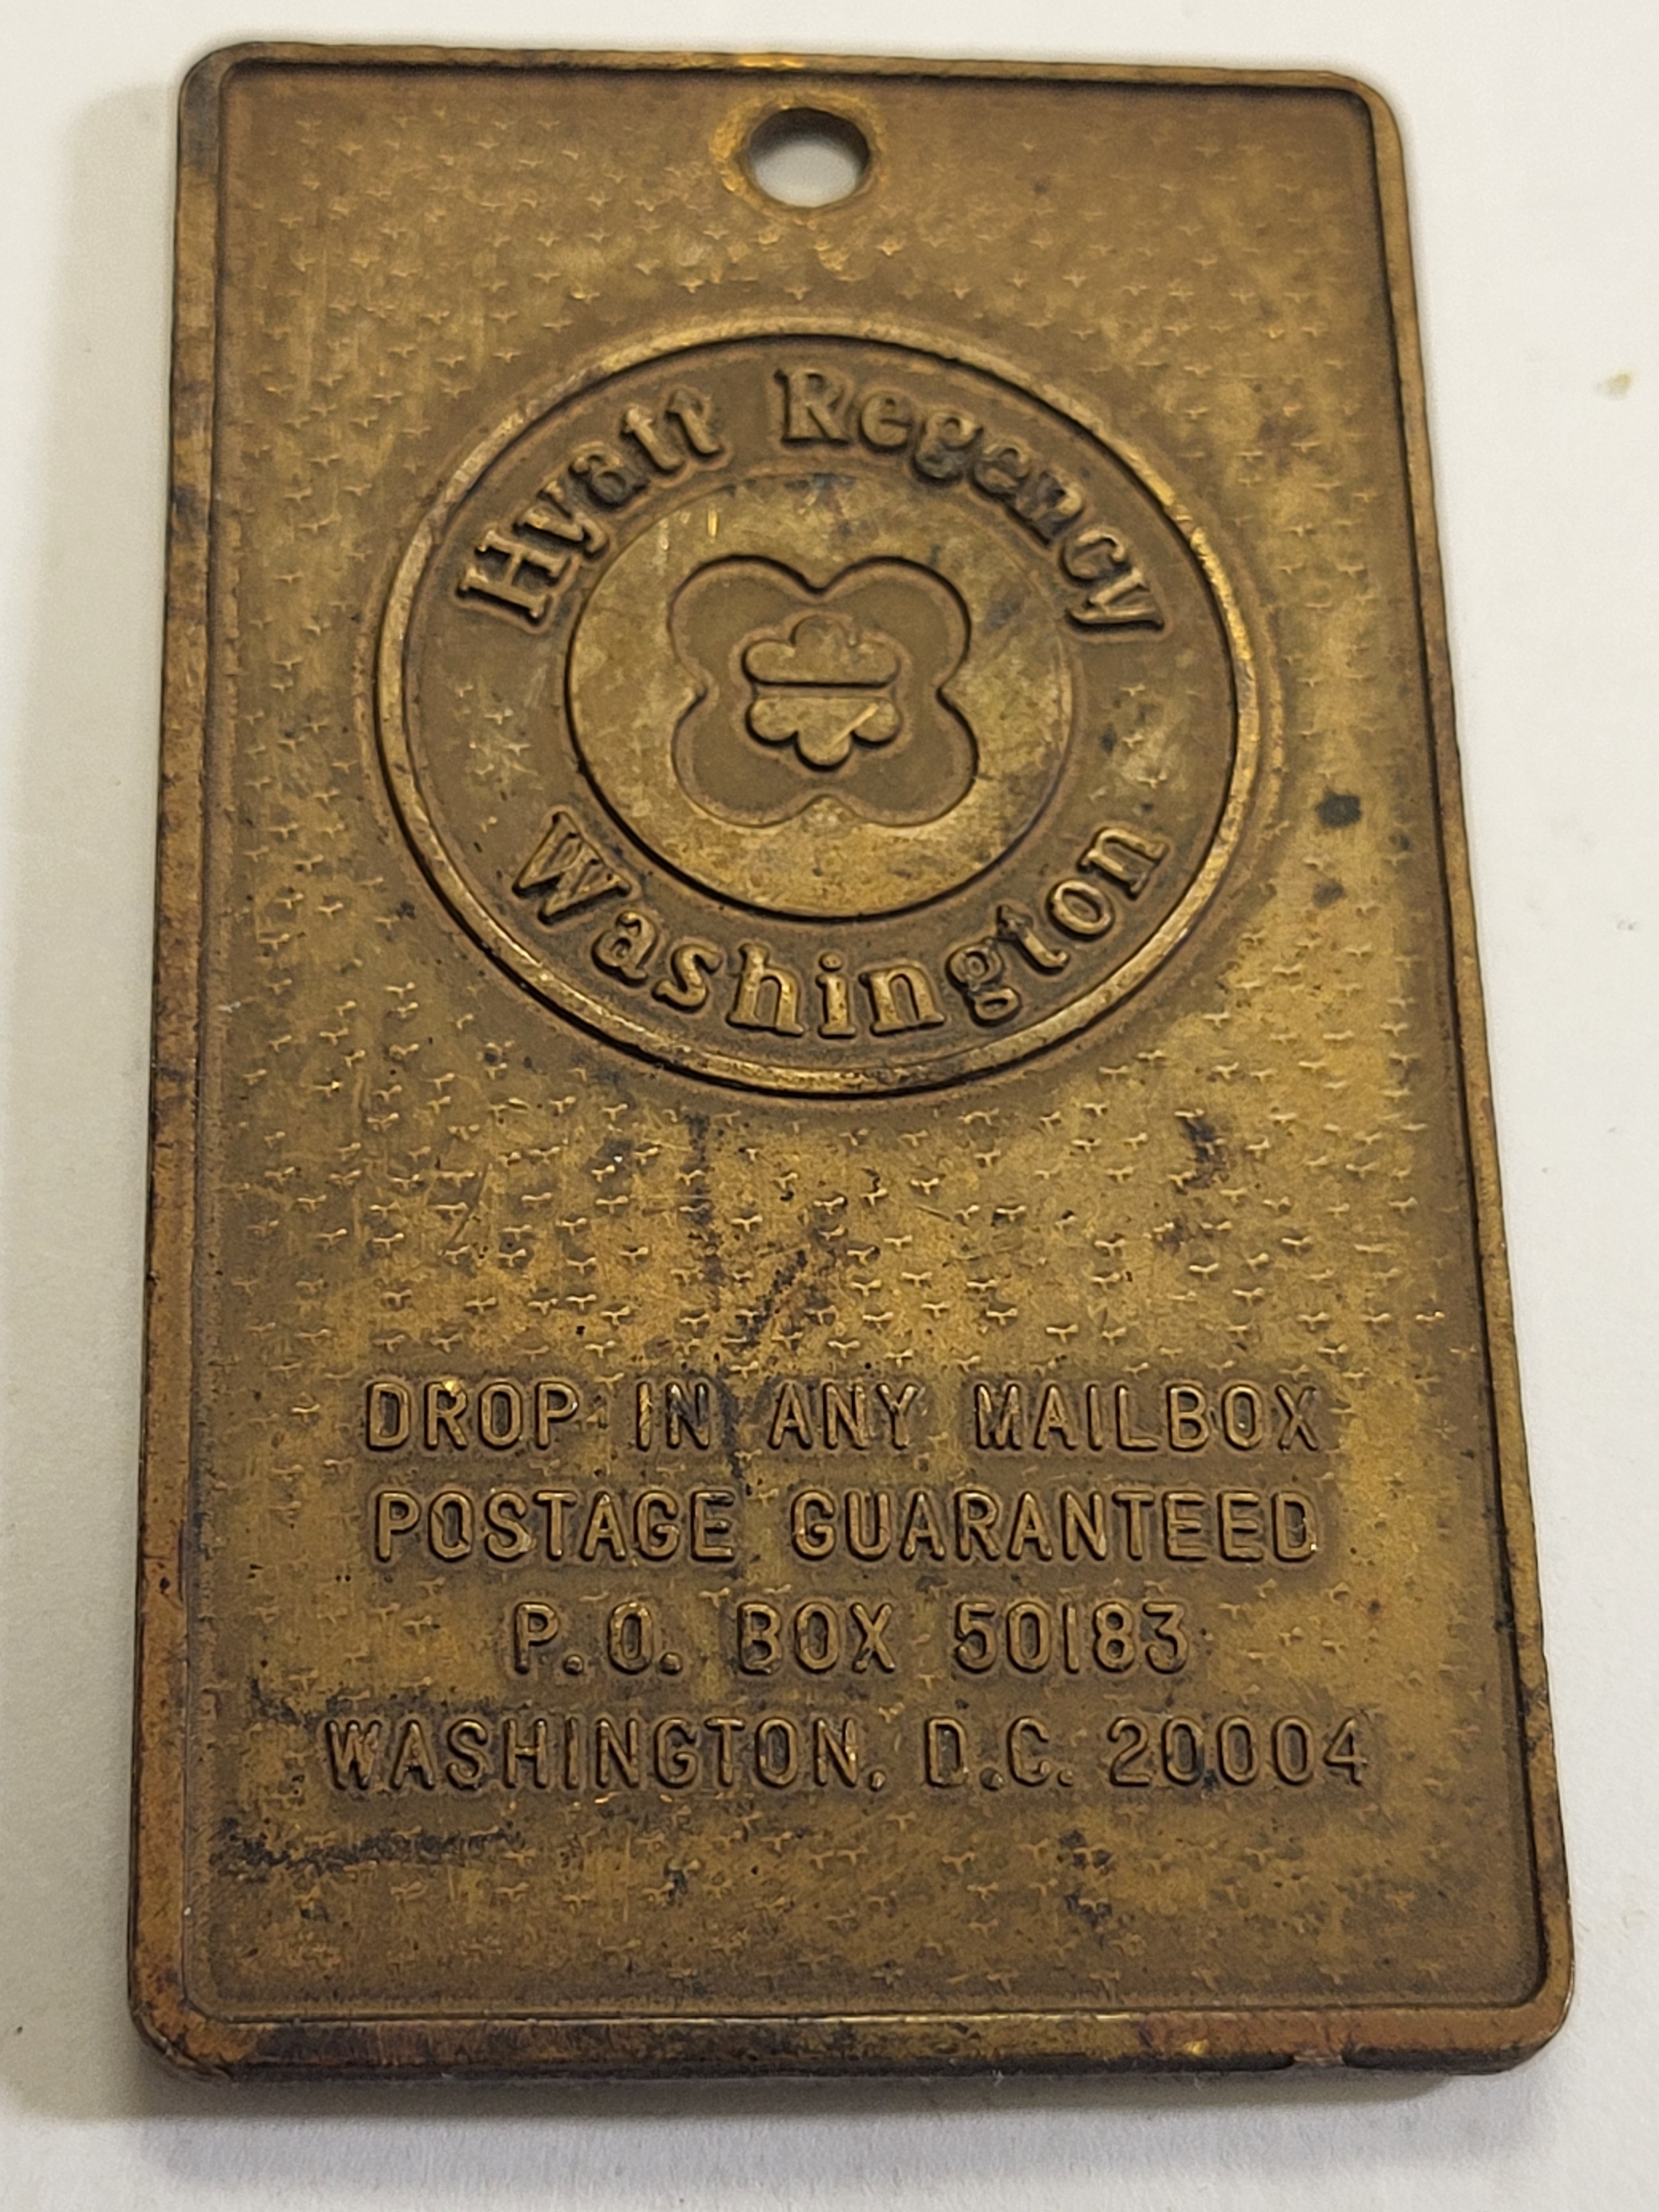 Hyatt Regency
Washington
DROP IN ANY MAILBOX
POSTAGE GUARANTEED
P.O. BOX 50183
WASHINGTON, D.C. 20004